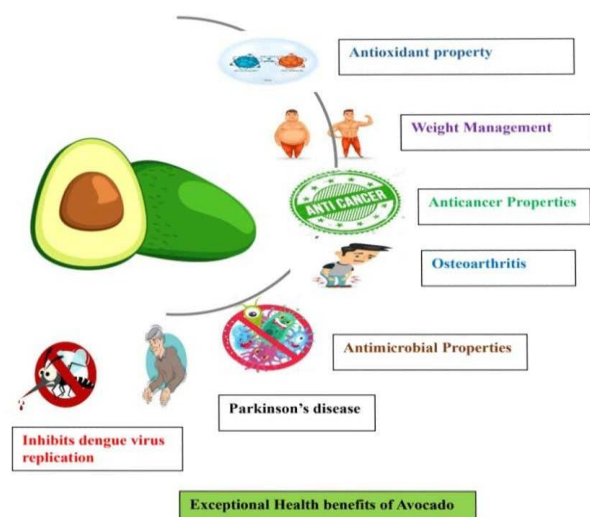 Antioxidant property
Weight Management
ANTI CANCER
Anticancer Properties
Osteoarthritis
Antimicrobial Properties
Parkinson’s disease
Inhibits dengue virus
replication
Exceptional Health benefits of Avocado